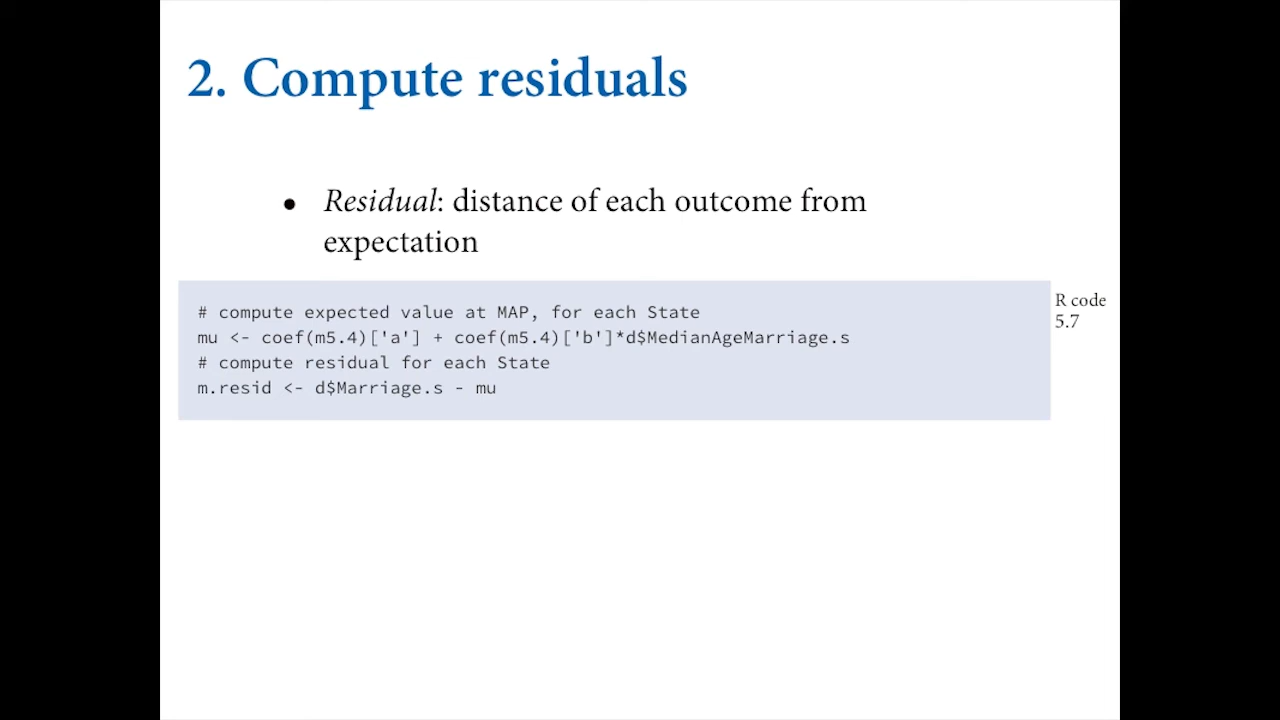 2. Compute residuals
• Residual: distance of each outcome from
expectation
# compute expected value at MAP, for each State
mu <- coef(m5.4)['a'] + coef(m5.4)['b']*d$MedianAgeMarriage.s
# compute residual for each State
m.resid <- d$Marriage.s - mu
R code
5.7